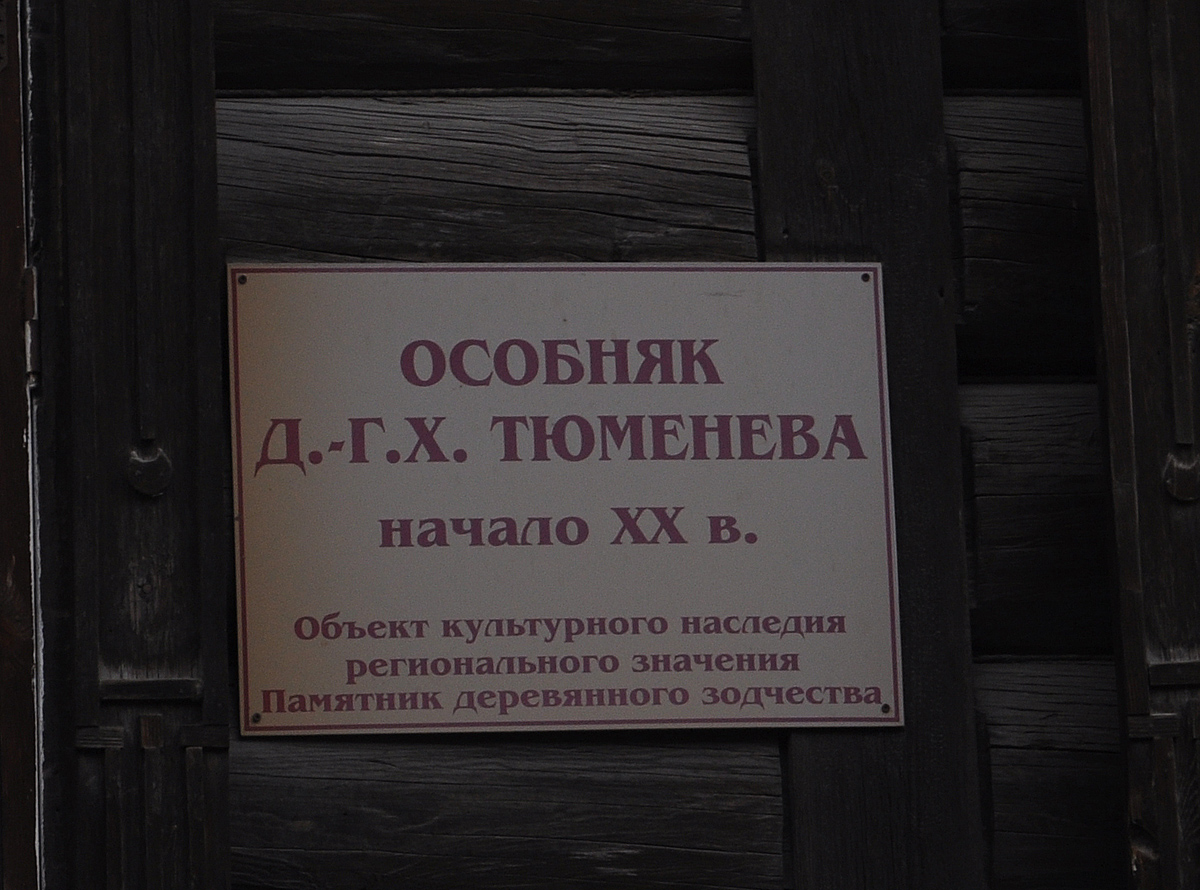 ОСОБНЯК
Д.-Г.Х. ТЮМЕНЕВА
начало XX в.
Объект культурного наследия
регионального значения
Памятник деревянного зодчества